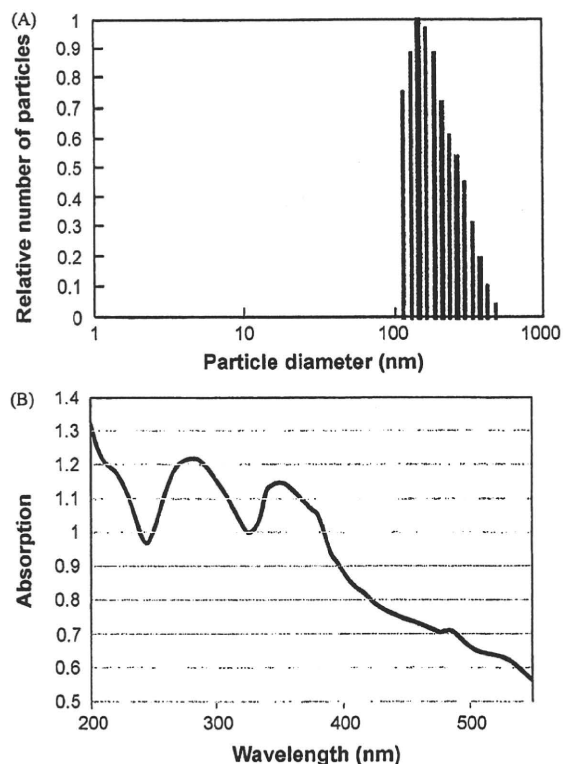 (A)
Relative number of particles
1
0.9
0.8
0.7
0.6
0.5
0.4
0.3
0.2
0.1
0
1 10 100 1000
Particle diameter (nm)
(B)
Absorption
1.4
1.3
1.2
1.1
1
0.9
0.8
0.7
0.6
0.5
200 300 400 500
Wavelength (nm)